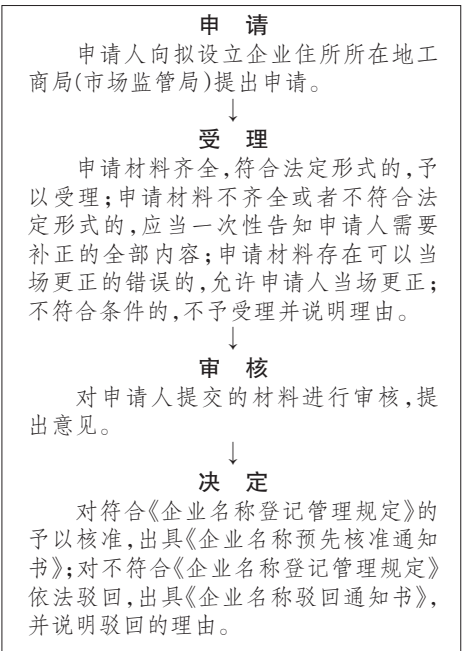 申 请
申请人向拟设立企业住所所在地工
商局(市场监管局)提出申请。
↓
受 理
申请材料齐全,符合法定形式的,予
以受理;申请材料不齐全或者不符合法
定形式的,应当一次性告知申请人需要
补正的全部内容;申请材料存在可以当
场更正的错误的,允许申请人当场更正;
不符合条件的,不予受理并说明理由。
↓
审 核
对申请人提交的材料进行审核,提
出意见。
↓
决 定
对符合《企业名称登记管理规定》的
予以核准,出具《企业名称预先核准通知
书》;对不符合《企业名称登记管理规定》
依法驳回,出具《企业名称驳回通知书》,
并说明驳回的理由。